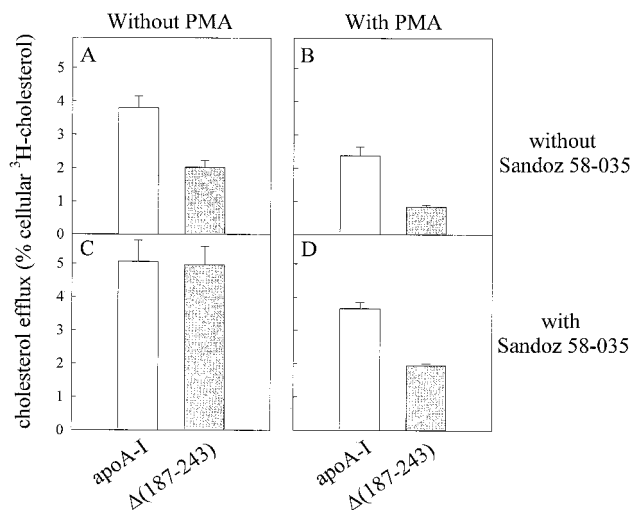 Without PMA
With PMA
A
B
5
4
3
2
1
0
without
Sandoz 58-035
C
D
5
4
3
2
1
0
with
Sandoz 58-035
cholesterol efflux (% cellular ³H-cholesterol)
apoA-I
Δ(187-243)
apoA-I
Δ(187-243)